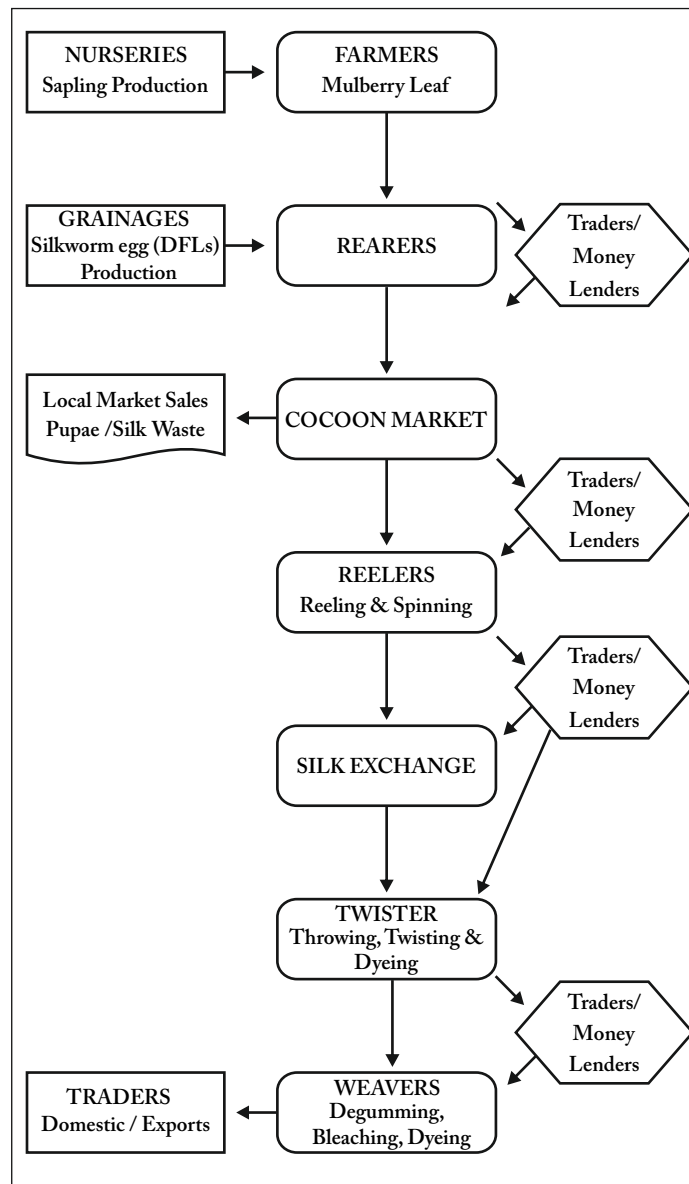 NURSERIES
Sapling Production
FARMERS
Mulberry Leaf
GRAINAGES
Silkworm egg (DFLs)
Production
REARERS
Traders/
Money
Lenders
Local Market Sales
Pupae /Silk Waste
COCOON MARKET
Traders/
Money
Lenders
REELERS
Reeling & Spinning
Traders/
Money
Lenders
SILK EXCHANGE
TWISTER
Throwing, Twisting &
Dyeing
Traders/
Money
Lenders
TRADERS
Domestic / Exports
WEAVERS
Degumming,
Bleaching, Dyeing